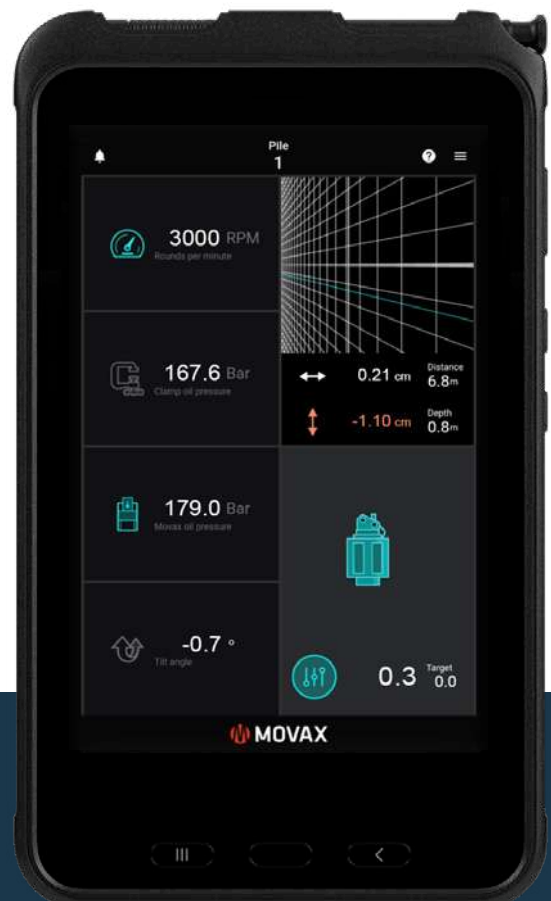 Pile
1
3000 RPM
Rounds per minute
167.6 Bar
Clamp oil pressure
179.0 Bar
Movax oil pressure
-0.7 °
Tilt angle
0.21 cm
Distance
6.8m
-1.10 cm
Depth
0.8m
0.3
Target
0.0
MOVAX